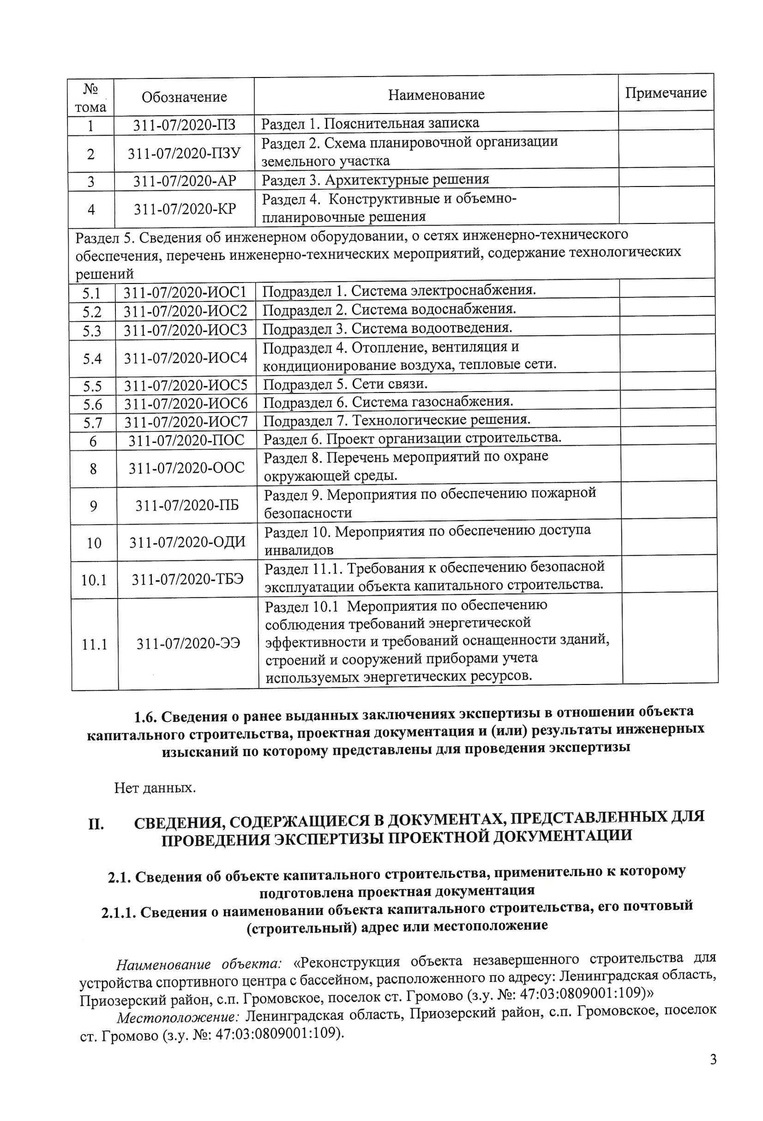 № тома Обозначение Наименование Примечание
1 311-07/2020-ПЗ Раздел 1. Пояснительная записка
2 311-07/2020-ПЗУ Раздел 2. Схема планировочной организации
земельного участка
3 311-07/2020-АР Раздел 3. Архитектурные решения
4 311-07/2020-КР Раздел 4. Конструктивные и объемно-
планировочные решения
Раздел 5. Сведения об инженерном оборудовании, о сетях инженерно-технического
обеспечения, перечень инженерно-технических мероприятий, содержание технологических
решений
5.1 311-07/2020-ИОС1 Подраздел 1. Система электроснабжения.
5.2 311-07/2020-ИОС2 Подраздел 2. Система водоснабжения.
5.3 311-07/2020-ИОС3 Подраздел 3. Система водоотведения.
5.4 311-07/2020-ИОС4 Подраздел 4. Отопление, вентиляция и
кондиционирование воздуха, тепловые сети.
5.5 311-07/2020-ИОС5 Подраздел 5. Сети связи.
5.6 311-07/2020-ИОС6 Подраздел 6. Система газоснабжения.
5.7 311-07/2020-ИОС7 Подраздел 7. Технологические решения.
6 311-07/2020-ПОС Раздел 6. Проект организации строительства.
8 311-07/2020-ООС Раздел 8. Перечень мероприятий по охране
окружающей среды.
9 311-07/2020-ПБ Раздел 9. Мероприятия по обеспечению пожарной
безопасности
10 311-07/2020-ОДИ Раздел 10. Мероприятия по обеспечению доступа
инвалидов
10.1 311-07/2020-ТБЭ Раздел 11.1. Требования к обеспечению безопасной
эксплуатации объекта капитального строительства.
11.1 311-07/2020-ЭЭ Раздел 10.1 Мероприятия по обеспечению
соблюдения требований энергетической
эффективности и требований оснащенности зданий,
строений и сооружений приборами учета
используемых энергетических ресурсов.
1.6. Сведения о ранее выданных заключениях экспертизы в отношении объекта
капитального строительства, проектная документация и (или) результаты инженерных
изысканий по которому представлены для проведения экспертизы
Нет данных.
II. СВЕДЕНИЯ, СОДЕРЖАЩИЕСЯ В ДОКУМЕНТАХ, ПРЕДСТАВЛЕННЫХ ДЛЯ
ПРОВЕДЕНИЯ ЭКСПЕРТИЗЫ ПРОЕКТНОЙ ДОКУМЕНТАЦИИ
2.1. Сведения об объекте капитального строительства, применительно к которому
подготовлена проектная документация
2.1.1. Сведения о наименовании объекта капитального строительства, его почтовый
(строительный) адрес или местоположение
Наименование объекта: «Реконструкция объекта незавершенного строительства для
устройства спортивного центра с бассейном, расположенного по адресу: Ленинградская область,
Приозерский район, с.п. Громовское, поселок ст. Громово (з.у. №: 47:03:0809001:109)»
Местоположение: Ленинградская область, Приозерский район, с.п. Громовское, поселок
ст. Громово (з.у. №: 47:03:0809001:109).
3